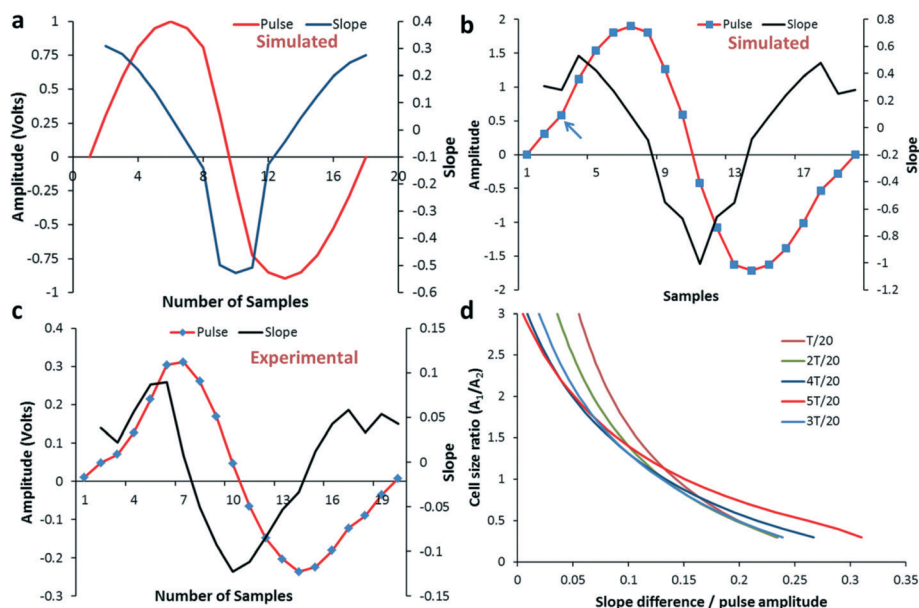 a
Pulse
Slope
Simulated
1
0.75
0.5
0.25
0
-0.25
-0.5
-0.75
-1
Amplitude (Volts)
0.4
0.3
0.2
0.1
0
-0.1
-0.2
-0.3
-0.4
-0.5
-0.6
Slope
0 4 8 12 16 20
Number of Samples
b
Pulse
Slope
Simulated
2
1.5
1
0.5
0
-0.5
-1
-1.5
-2
Amplitude
0.8
0.6
0.4
0.2
0
-0.2
-0.4
-0.6
-0.8
-1
-1.2
Slope
1 5 9 13 17
Samples
c
Pulse
Slope
Experimental
0.4
0.3
0.2
0.1
0
-0.1
-0.2
-0.3
Amplitude (Volts)
0.15
0.1
0.05
0
-0.05
-0.1
-0.15
Slope
1 4 7 10 13 16 19
Number of Samples
d
3
2.5
2
1.5
1
0.5
0
Cell size ratio (A1/A2)
T/20
2T/20
4T/20
5T/20
3T/20
0 0.05 0.1 0.15 0.2 0.25 0.3 0.35
Slope difference / pulse amplitude